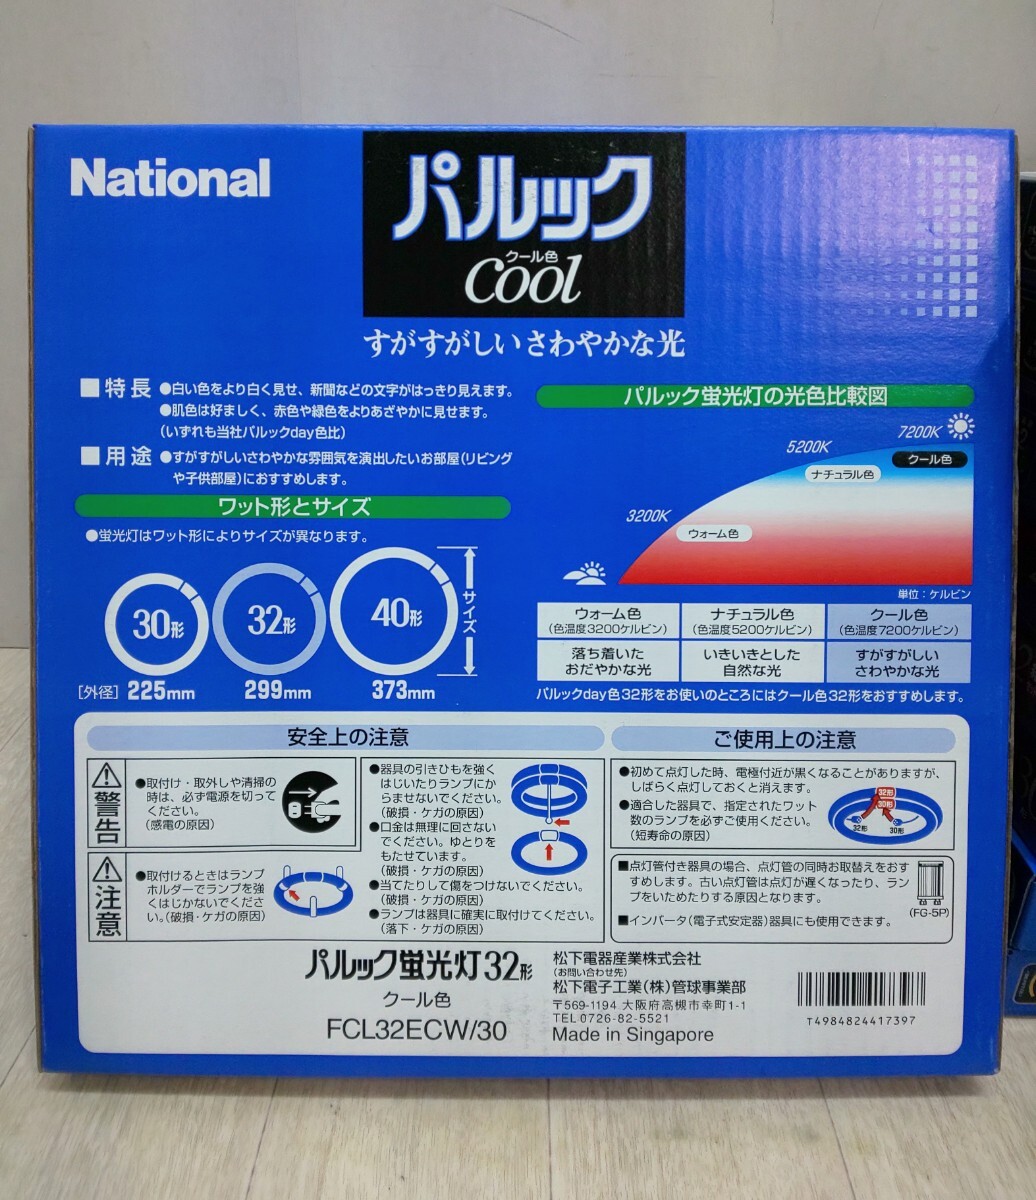 National
パルック
クール色
cool
すがすがしいさわやかな光
■特長 ●白い色をより白く見せ、新聞などの文字がはっきり見えます。
●肌色は好ましく、赤色や緑色をよりあざやかに見せます。
(いずれも当社パルックday色比)
■用途 ●すがすがしいさわやかな雰囲気を演出したいお部屋(リビング
や子供部屋)におすすめします。
ワット形とサイズ
●蛍光灯はワット形によりサイズが異なります。
30形
32形
40形
サイズ
[外径] 225mm 299mm 373mm
パルック蛍光灯の光色比較図
7200K
5200K
クール色
ナチュラル色
3200K
ウォーム色
単位:ケルビン
ウォーム色 ナチュラル色 クール色
(色温度3200ケルビン) (色温度5200ケルビン) (色温度7200ケルビン)
落ち着いた いきいきとした すがすがしい
おだやかな光 自然な光 さわやかな光
パルックday色32形をお使いのところにはクール色32形をおすすめします。
安全上の注意
警告
●取付け・取外しや清掃の
時は、必ず電源を切って
ください。
(感電の原因)
注意
●取付けるときはランプ
ホルダーでランプを強
くはじかないでくださ
い。(破損・ケガの原因)
●器具の引きひもを強く
はじいたりランプにか
らませないでください。
(破損・ケガの原因)
●口金は無理に回さない
でください。ゆとりを
もたせています。
(破損・ケガの原因)
●当てたりして傷をつけないでください。
(破損・ケガの原因)
●ランプは器具に確実に取付けてください。
(落下・ケガの原因)
ご使用上の注意
●初めて点灯した時、電極付近が黒くなることがありますが、
しばらく点灯しておくと消えます。
●適合した器具で、指定されたワット
数のランプを必ずご使用ください。
(短寿命の原因)
32形
30形
32形 30形
■点灯管付き器具の場合、点灯管の同時お取替えをおす
すめします。古い点灯管は点灯が遅くなったり、ラン
プをいためたりする原因となります。
(FG-5P)
■インバータ(電子式安定器)器具にも使用できます。
パルック蛍光灯32形
クール色
FCL32ECW/30
松下電器産業株式会社
(お問い合わせ先)
松下電子工業(株)管球事業部
〒569-1194 大阪府高槻市幸町1-1
TEL 0726-82-5521
Made in Singapore
T4984824417397